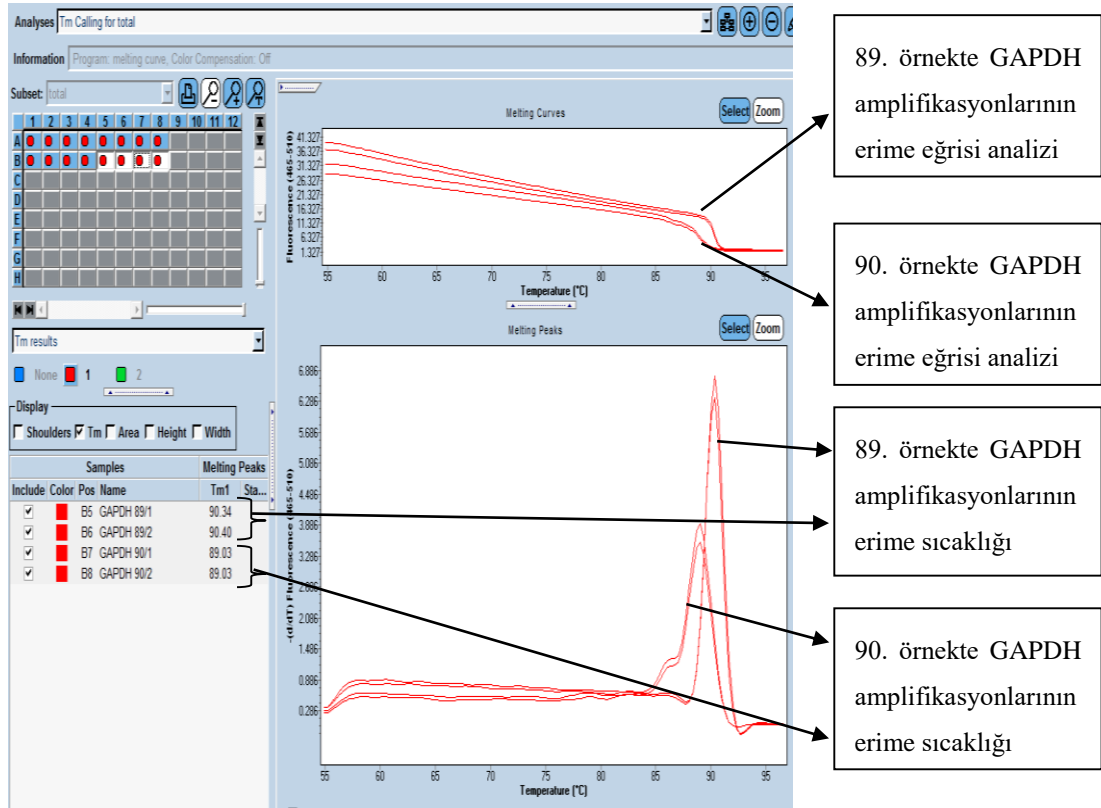 Analyses Tm Calling for total
Information Program: melting curve, Color Compensation: Off
Subset: total
1 2 3 4 5 6 7 8 9 10 11 12
A
B
C
D
E
F
G
H
Tm results
None 1 2
Display
Shoulders Tm Area Height Width
Samples Melting Peaks
Include Color Pos Name Tm1 Sta...
B5 GAPDH 89/1 90.34
B6 GAPDH 89/2 90.40
B7 GAPDH 90/1 89.03
B8 GAPDH 90/2 89.03
Melting Curves
Select Zoom
Fluorescence (465-510)
41.327
36.327
31.327
26.327
21.327
16.327
11.327
6.327
1.327
55 60 65 70 75 80 85 90 95
Temperature (°C)
Melting Peaks
Select Zoom
-(d/dT) Fluorescence (465-510)
6.886
6.286
5.686
5.086
4.486
3.886
2.686
2.086
1.486
0.886
0.286
55 60 65 70 75 80 85 90 95
Temperature (°C)
89. örnekte GAPDH
amplifikasyonlarının
erime eğrisi analizi
90. örnekte GAPDH
amplifikasyonlarının
erime eğrisi analizi
89. örnekte GAPDH
amplifikasyonlarının
erime sıcaklığı
90. örnekte GAPDH
amplifikasyonlarının
erime sıcaklığı